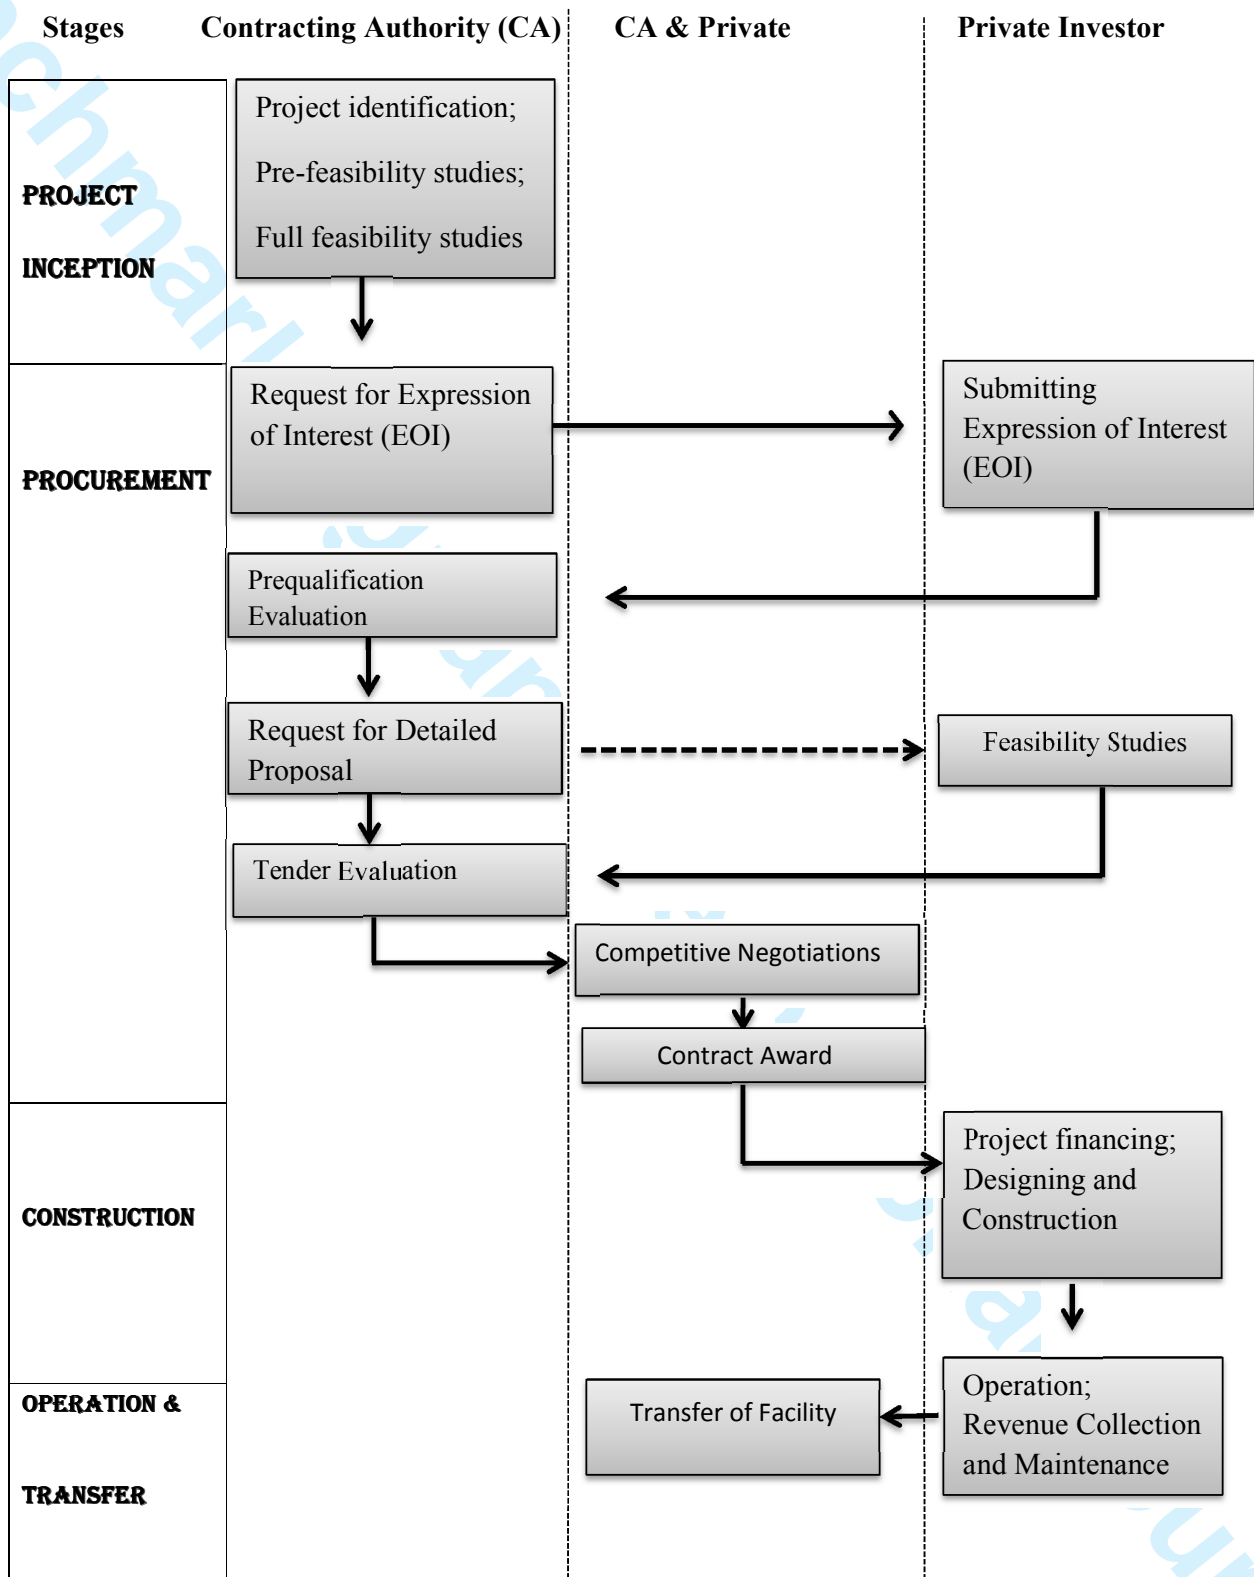 Stages Contracting Authority (CA) CA & Private Private Investor
PROJECT
INCEPTION
Project identification;
Pre-feasibility studies;
Full feasibility studies
PROCUREMENT
Request for Expression
of Interest (EOI)
Submitting
Expression of Interest
(EOI)
Prequalification
Evaluation
Request for Detailed
Proposal
Feasibility Studies
Tender Evaluation
Competitive Negotiations
Contract Award
CONSTRUCTION
Project financing;
Designing and
Construction
OPERATION &
TRANSFER
Operation;
Revenue Collection
and Maintenance
Transfer of Facility